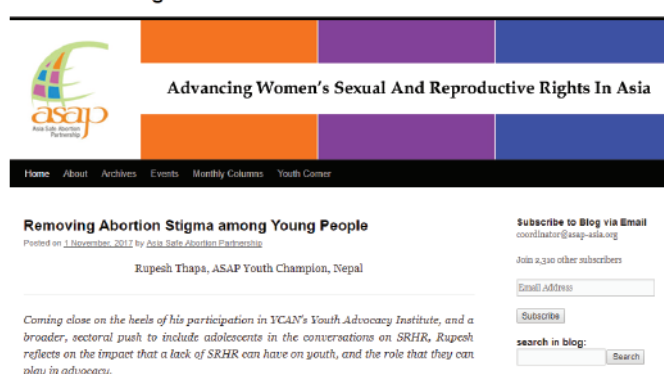 Advancing Women's Sexual And Reproductive Rights In Asia
asap
Asia Safe Abortion
Partnership
Home About Archives Events Monthly Columns Youth Corner
Removing Abortion Stigma among Young People
Posted on 1 November, 2017 by Asia Safe Abortion Partnership
Rupesh Thapa, ASAP Youth Champion, Nepal
Coming close on the heels of his participation in YCAN's Youth Advocacy Institute, and a
broader, sectoral push to include adolescents in the conversations on SRHR, Rupesh
reflects on the impact that a lack of SRHR can have on youth, and the role that they can
play in advocacy.
Subscribe to Blog via Email
coordinator@asap-asia.org
Join 2,310 other subscribers
Email Address
Subscribe
search in blog:
Search